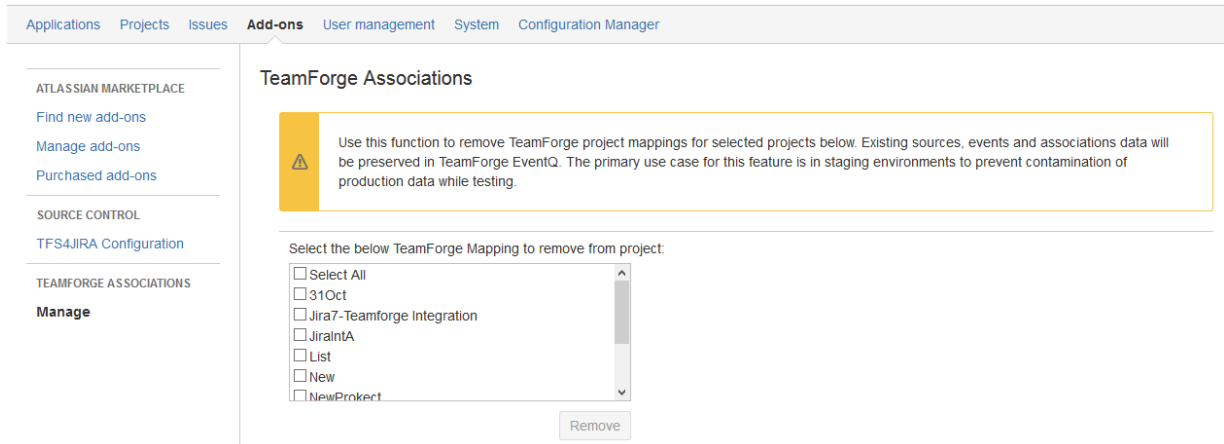 Applications Projects Issues Add-ons User management System Configuration Manager
ATLASSIAN MARKETPLACE
Find new add-ons
Manage add-ons
Purchased add-ons
SOURCE CONTROL
TFS4JIRA Configuration
TEAMFORGE ASSOCIATIONS
Manage
TeamForge Associations
Use this function to remove TeamForge project mappings for selected projects below. Existing sources, events and associations data will
be preserved in TeamForge EventQ. The primary use case for this feature is in staging environments to prevent contamination of
production data while testing.
Select the below TeamForge Mapping to remove from project:
Select All
31Oct
Jira7-Teamforge Integration
JiraIntA
List
New
NewProkect
Remove